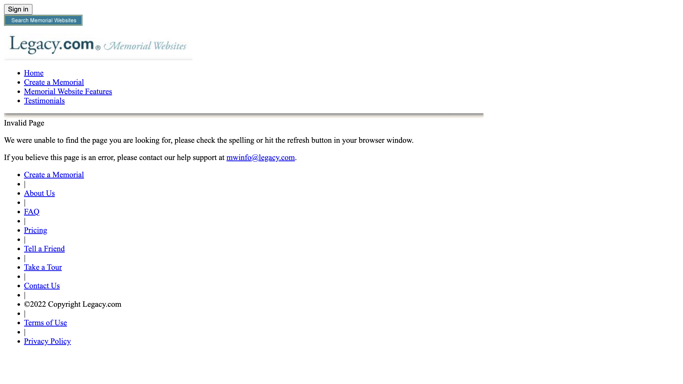 Sign in
Search Memorial Websites
Legacy.com® Memorial Websites
Home
Create a Memorial
Memorial Website Features
Testimonials
Invalid Page
We were unable to find the page you are looking for, please check the spelling or hit the refresh button in your browser window.
If you believe this page is an error, please contact our help support at mwinfo@legacy.com.
Create a Memorial
|
About Us
|
FAQ
|
Pricing
|
Tell a Friend
|
Take a Tour
|
Contact Us
|
©2022 Copyright Legacy.com
|
Terms of Use
|
Privacy Policy